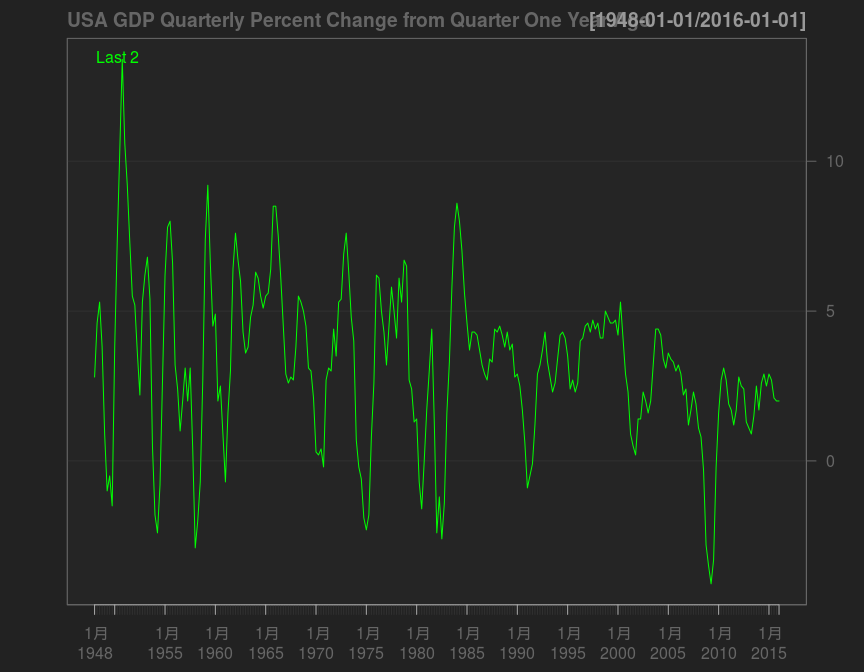 USA GDP Quarterly Percent Change from Quarter One Year Ago [1948-01-01/2016-01-01]
Last 2
10
5
0
1月 1月 1月 1月 1月 1月 1月 1月 1月 1月 1月 1月 1月
1948 1955 1960 1965 1970 1975 1980 1985 1990 1995 2000 2005 2010 2015